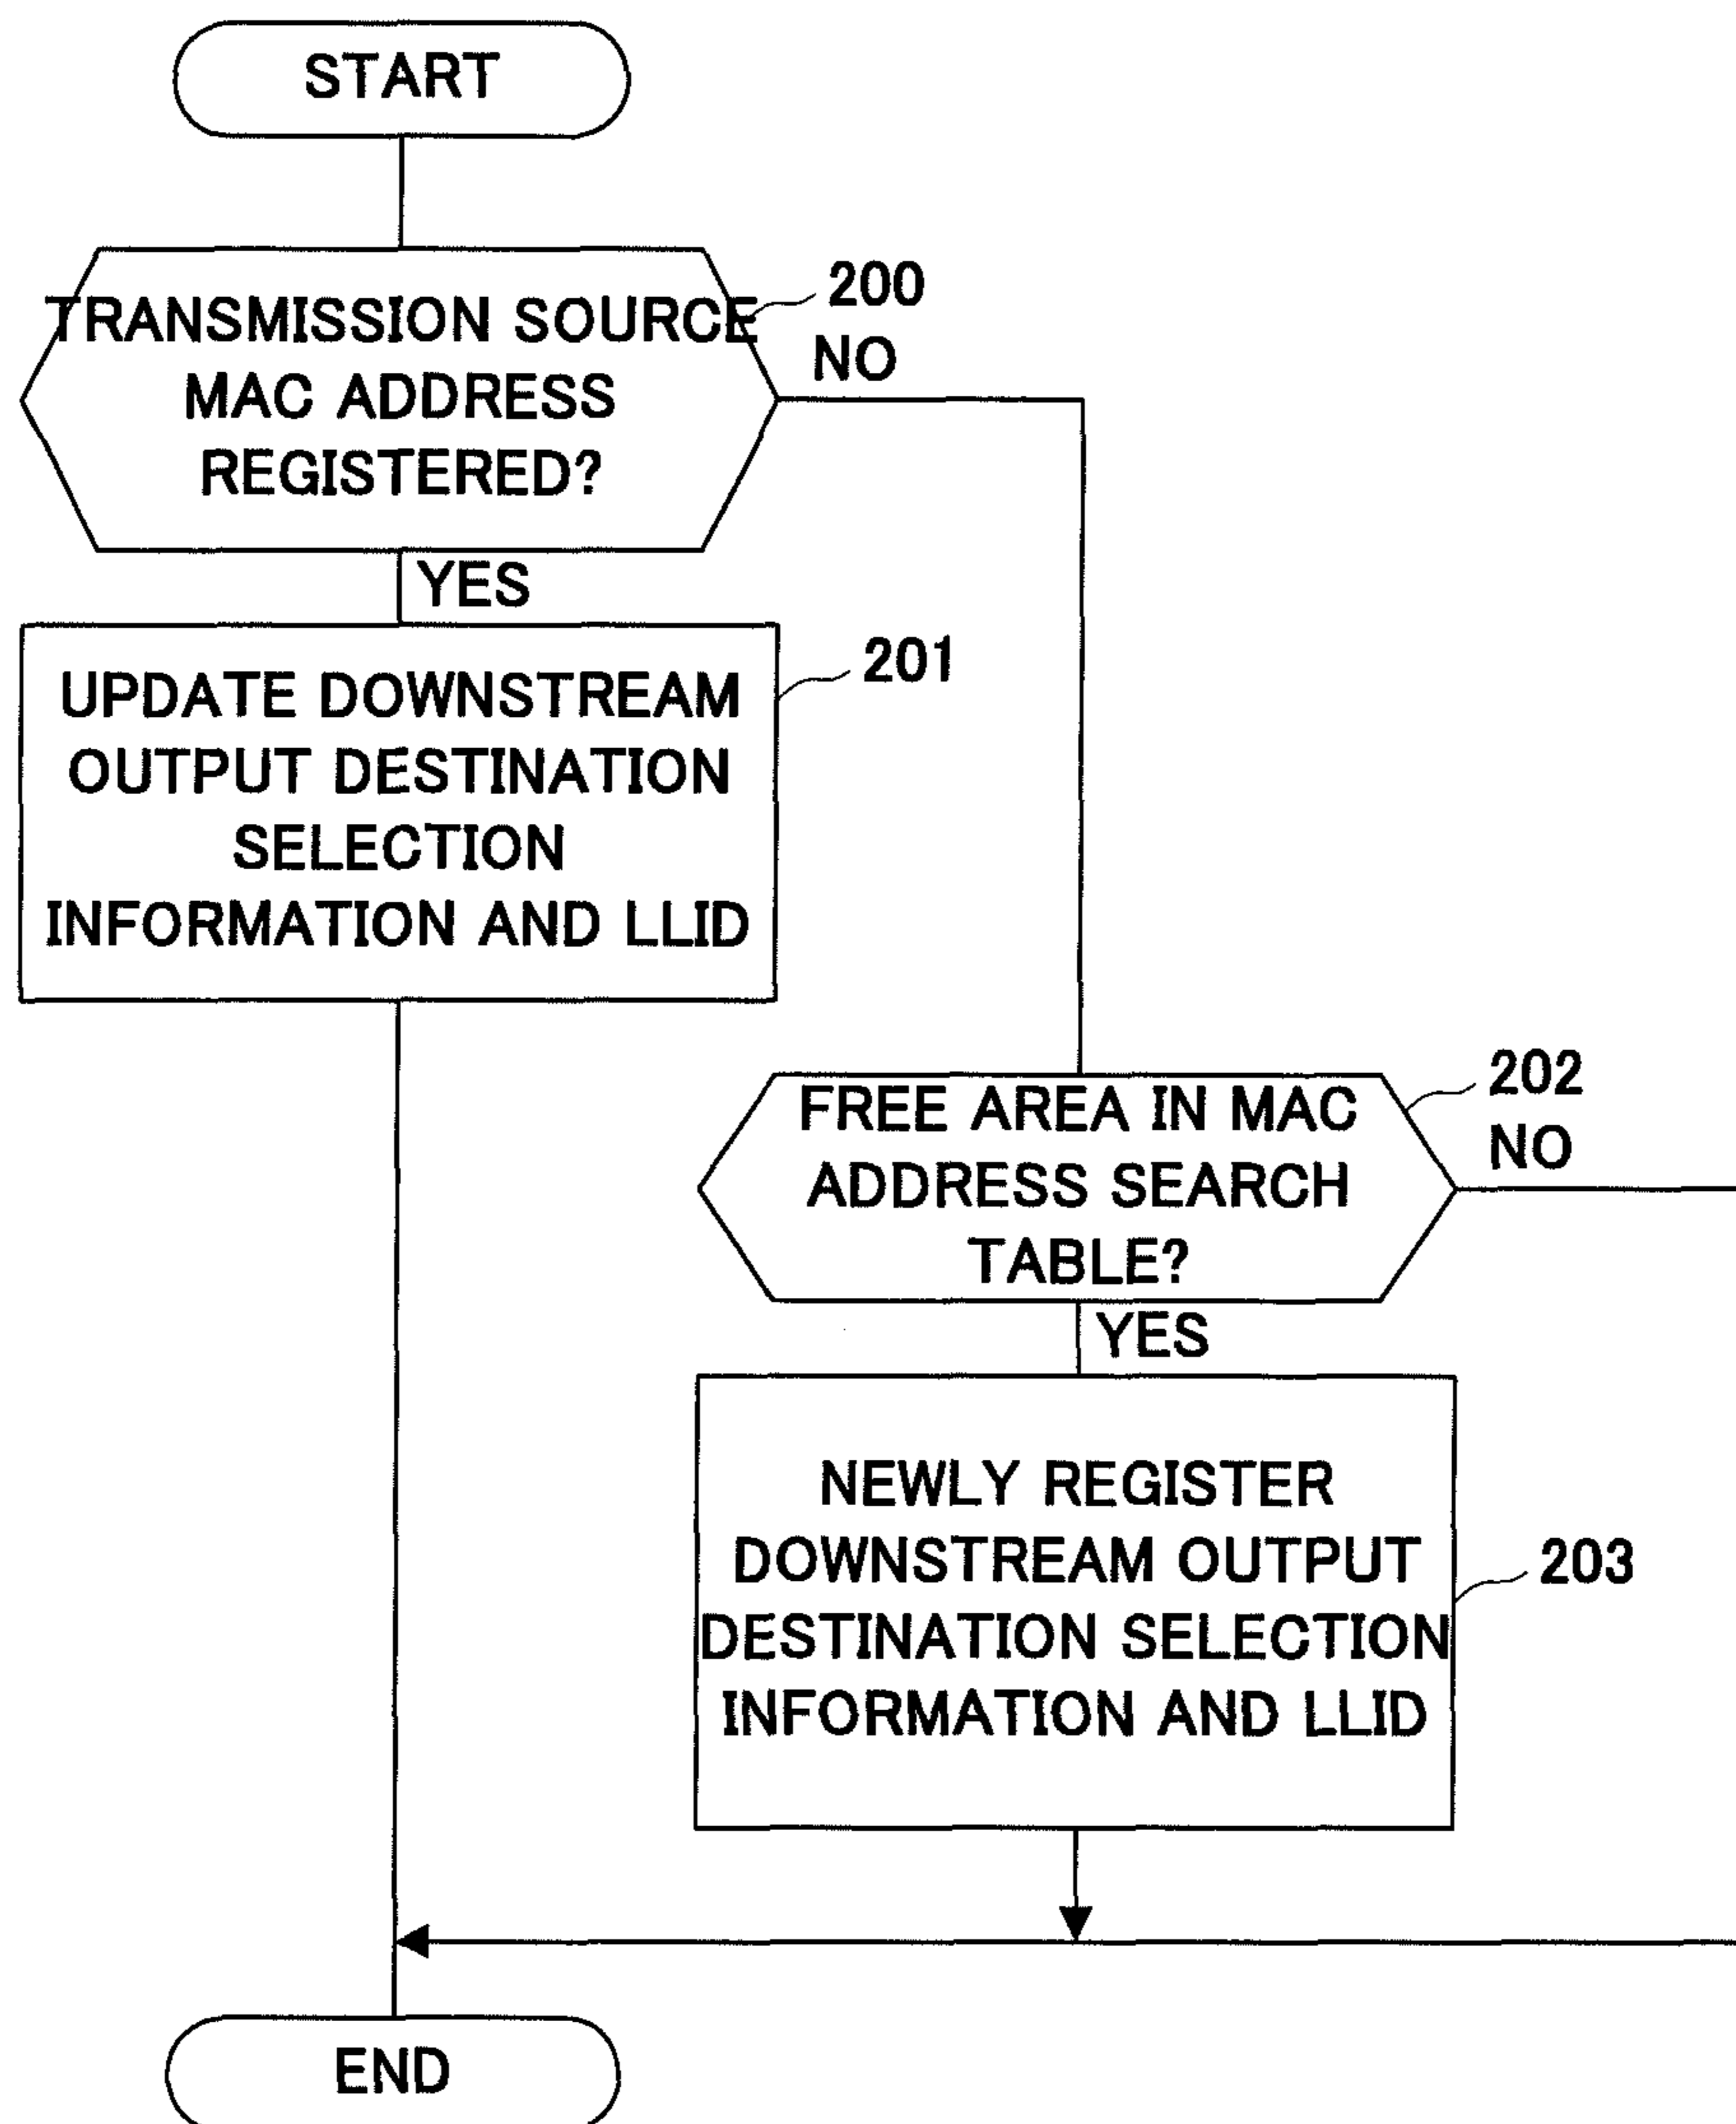 START
TRANSMISSION SOURCE
MAC ADDRESS
REGISTERED?
200
NO
YES
UPDATE DOWNSTREAM
OUTPUT DESTINATION
SELECTION
INFORMATION AND LLID
201
FREE AREA IN MAC
ADDRESS SEARCH
TABLE?
202
NO
YES
NEWLY REGISTER
DOWNSTREAM OUTPUT
DESTINATION SELECTION
INFORMATION AND LLID
203
END